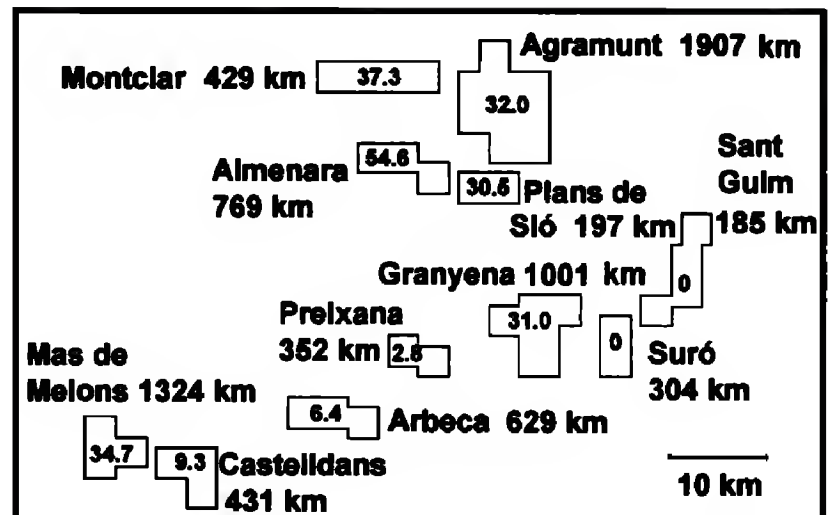 Agramunt 1907 km
Montclar 429 km
37.3
32.0
Sant
Guim
185 km
Almenara
769 km
54.6
30.5
Plans de
Sió 197 km
Granyena 1001 km
0
31.0
Preixana
352 km
2.8
0
Suró
304 km
Mas de
Melons 1324 km
6.4
Arbeca 629 km
34.7
9.3
Castelldans
431 km
10 km